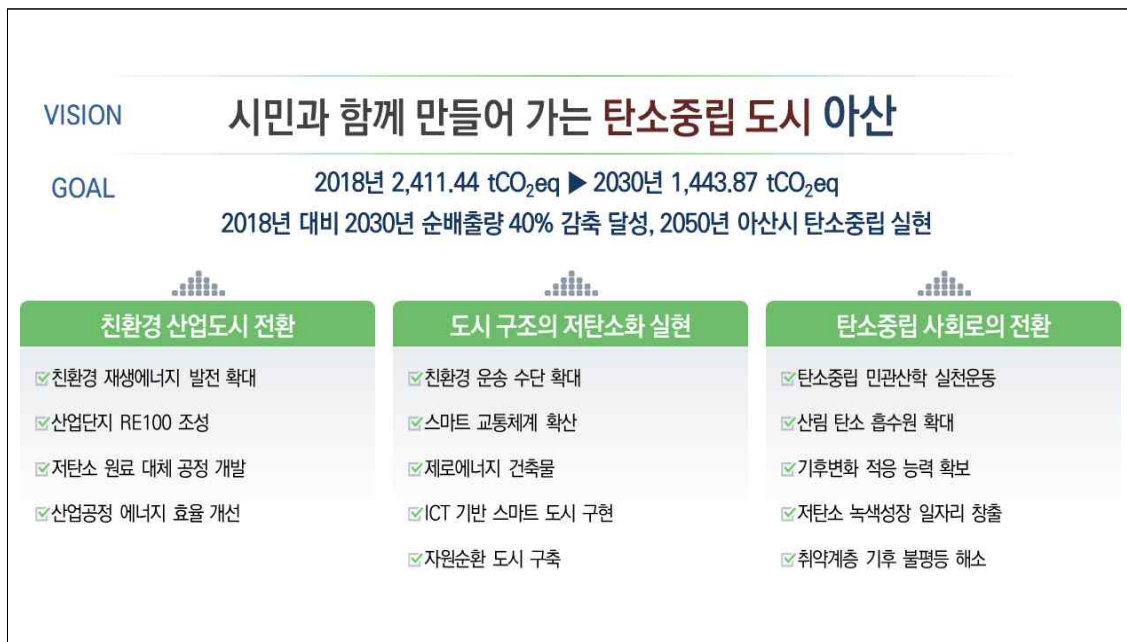 VISION
시민과 함께 만들어 가는 탄소중립 도시 아산
GOAL
2018년 2,411.44 tCO₂eq ▶ 2030년 1,443.87 tCO₂eq
2018년 대비 2030년 순배출량 40% 감축 달성, 2050년 아산시 탄소중립 실현
친환경 산업도시 전환
친환경 재생에너지 발전 확대
산업단지 RE100 조성
저탄소 원료 대체 공정 개발
산업공정 에너지 효율 개선
도시 구조의 저탄소화 실현
친환경 운송 수단 확대
스마트 교통체계 확산
제로에너지 건축물
ICT 기반 스마트 도시 구현
자원순환 도시 구축
탄소중립 사회로의 전환
탄소중립 민관산학 실천운동
산림 탄소 흡수원 확대
기후변화 적응 능력 확보
저탄소 녹색성장 일자리 창출
취약계층 기후 불평등 해소